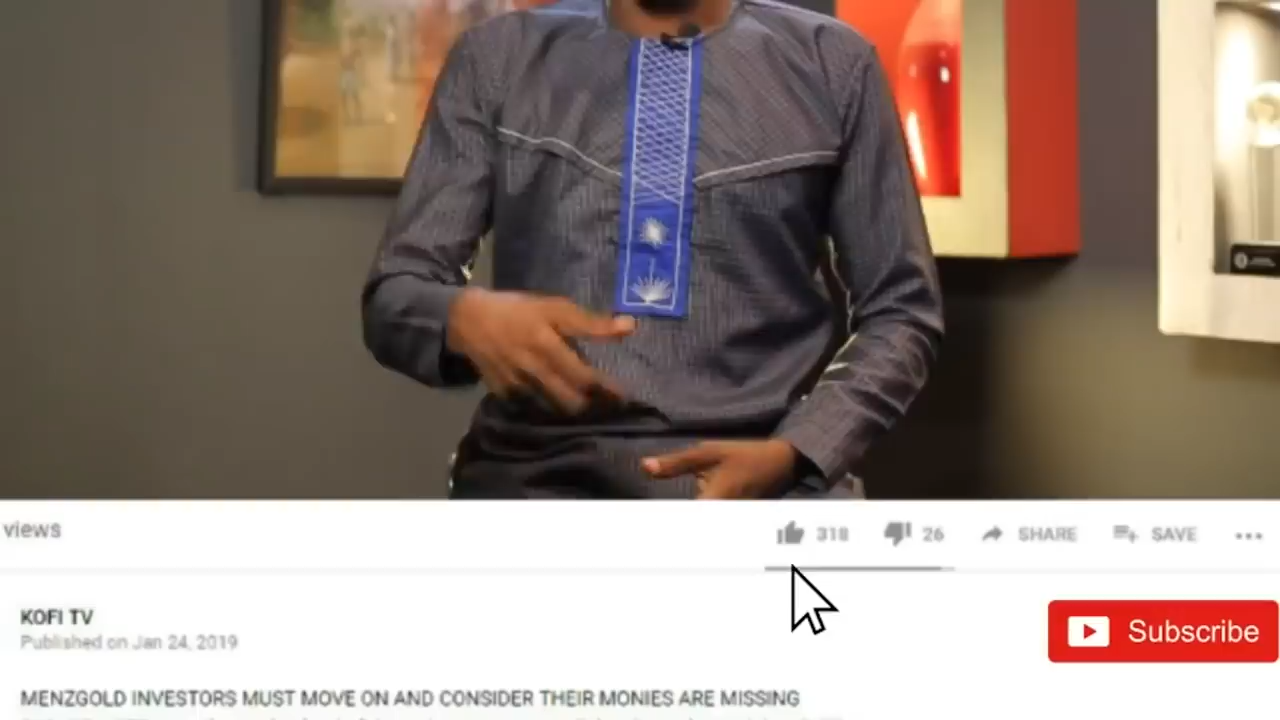 views
318
26
SHARE
SAVE
KOFI TV
Published on Jan 24, 2019
Subscribe
MENZGOLD INVESTORS MUST MOVE ON AND CONSIDER THEIR MONIES ARE MISSING